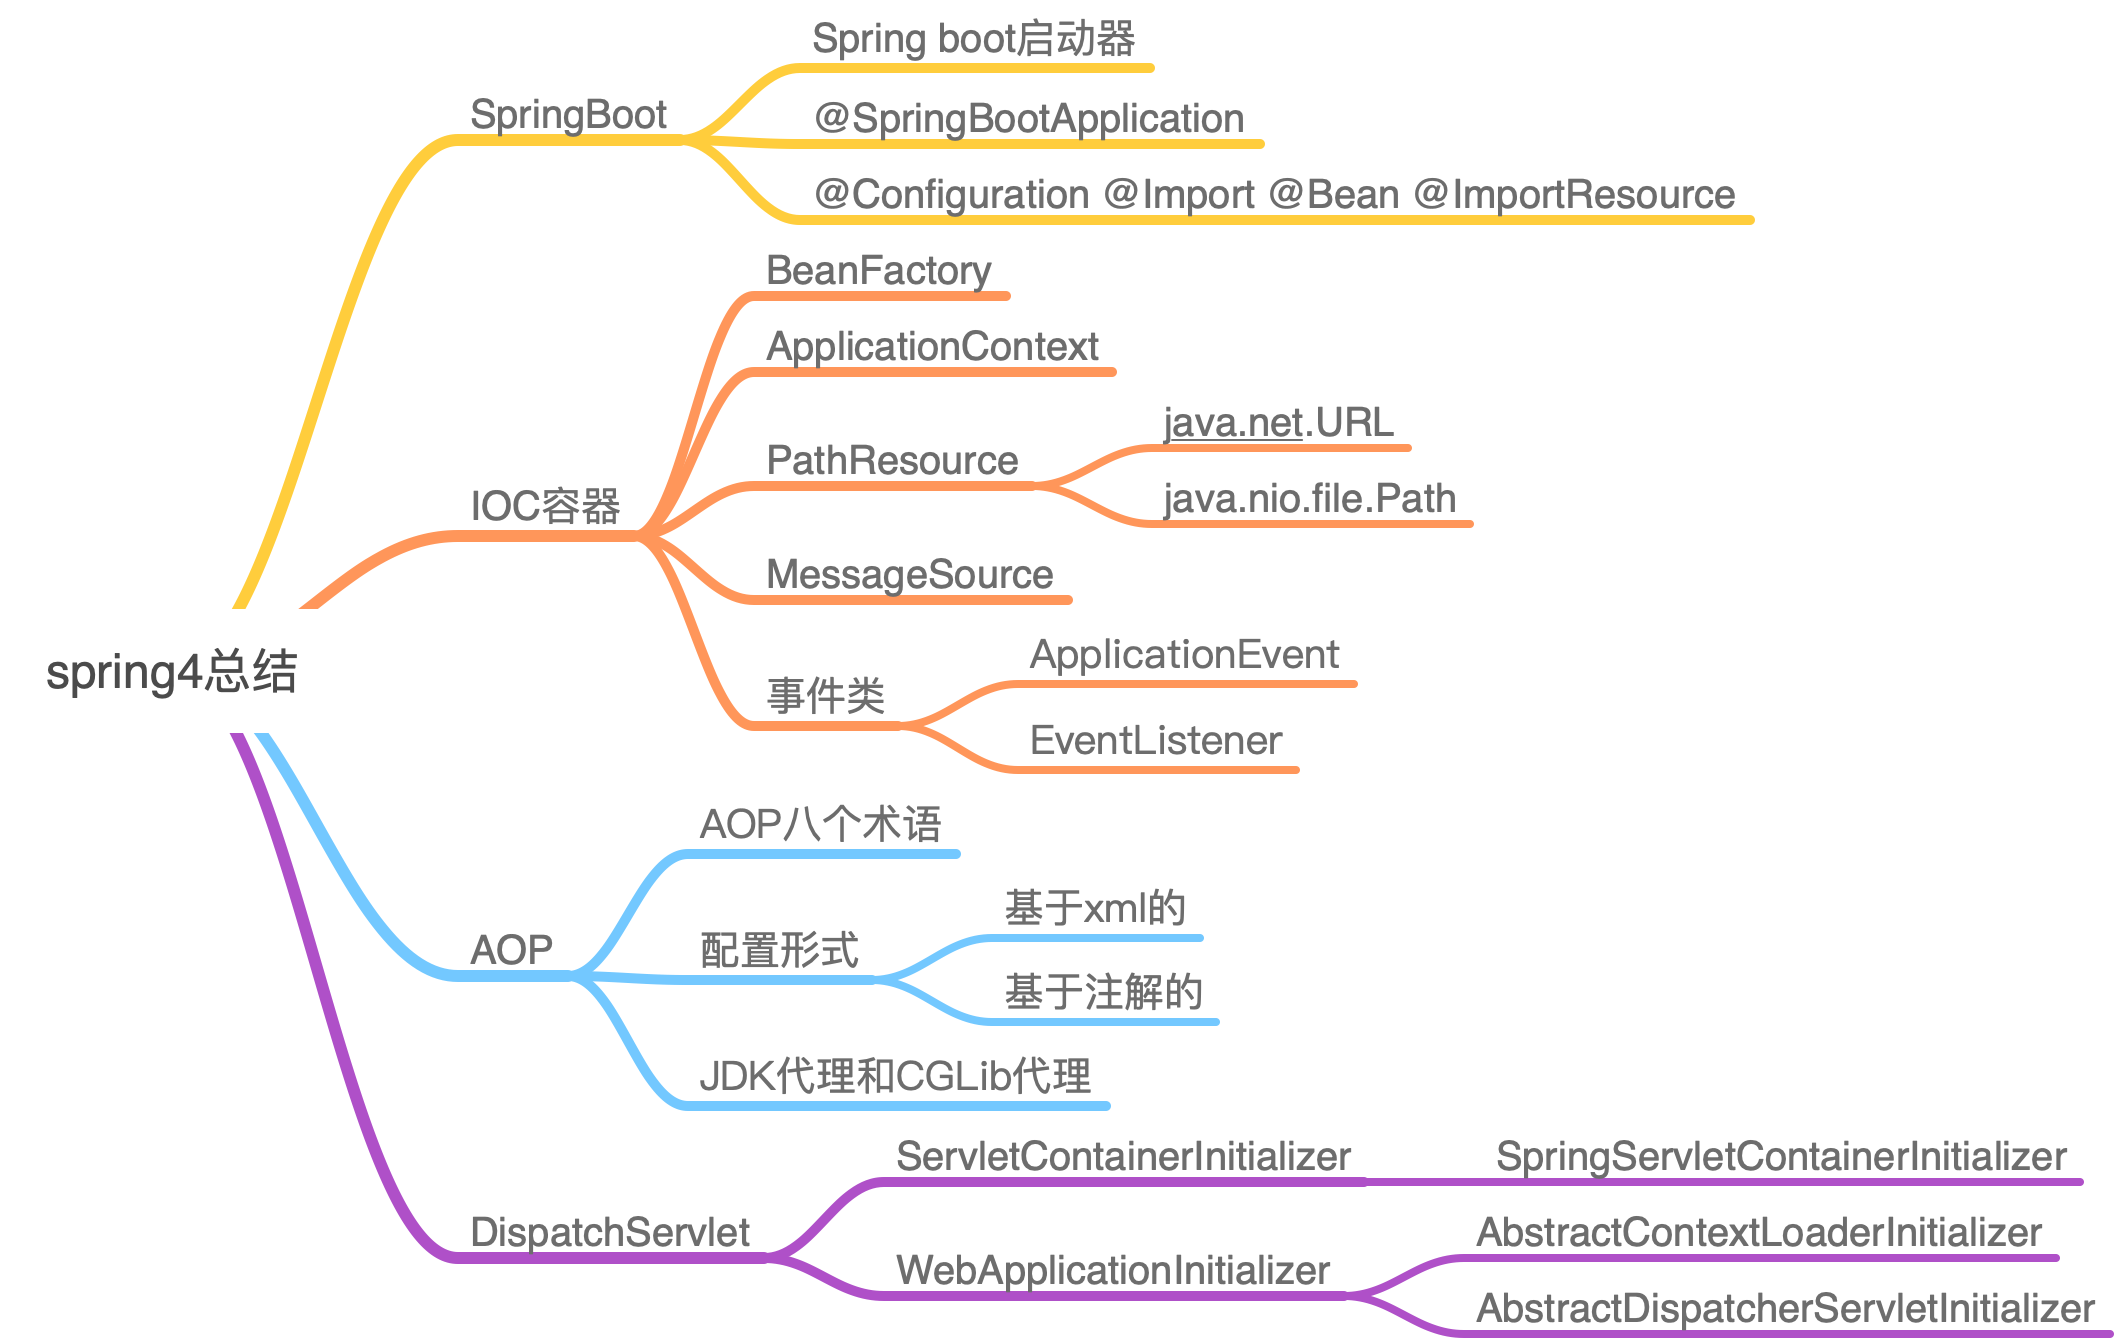 spring4总结
SpringBoot
Spring boot启动器
@SpringBootApplication
@Configuration @Import @Bean @ImportResource
IOC容器
BeanFactory
ApplicationContext
PathResource
java.net.URL
java.nio.file.Path
MessageSource
事件类
ApplicationEvent
EventListener
AOP
AOP八个术语
配置形式
基于xml的
基于注解的
JDK代理和CGLib代理
DispatchServlet
ServletContainerInitializer
SpringServletContainerInitializer
WebApplicationInitializer
AbstractContextLoaderInitializer
AbstractDispatcherServletInitializer